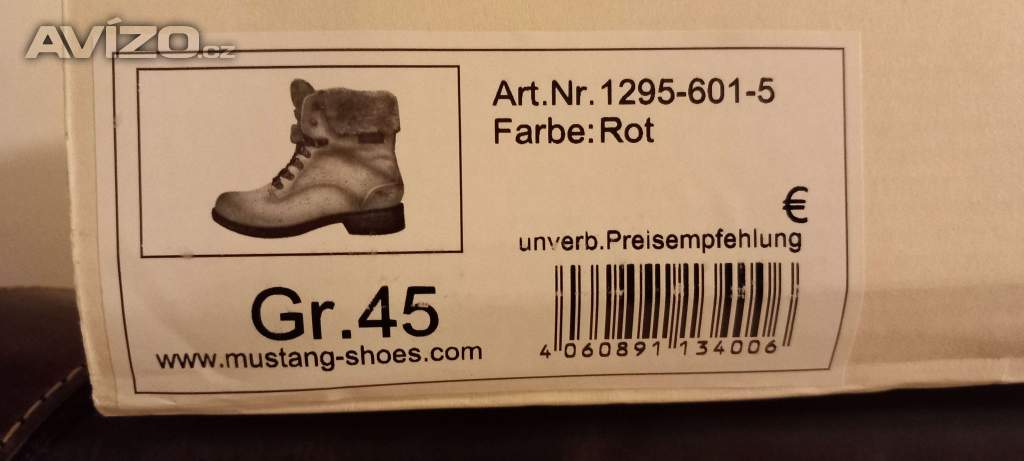 AVÍZO.cz
Art.Nr. 1295-601-5
Farbe: Rot
€
unverb.Preisempfehlung
Gr.45
www.mustang-shoes.com
4 060891 134006